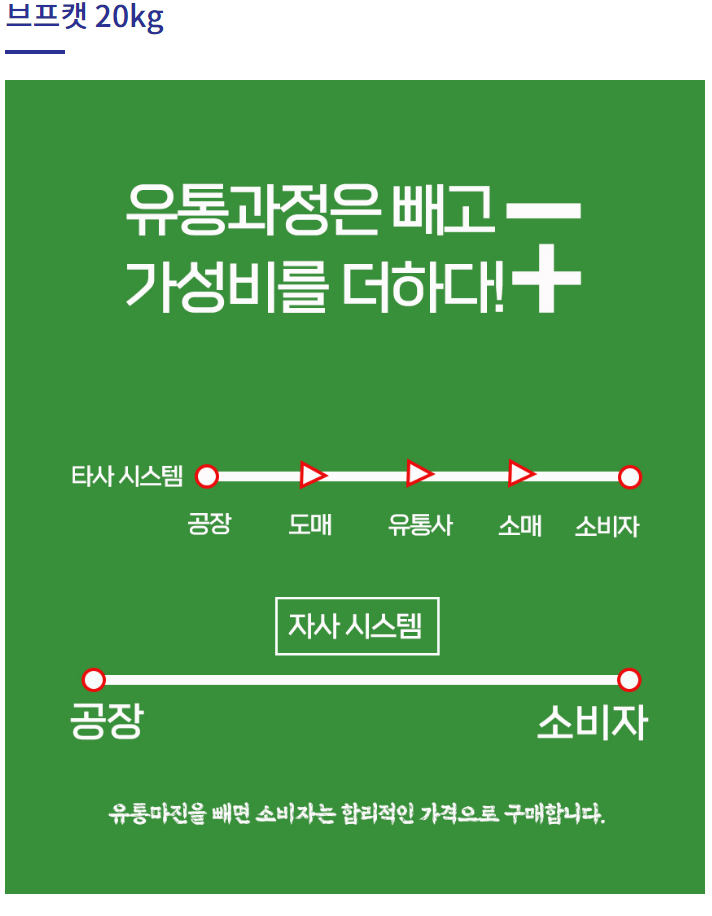 브프캣 20kg
유통과정은 빼고 −
가성비를 더하다! +
타사 시스템
공장 도매 유통사 소매 소비자
자사 시스템
공장 소비자
유통마진을 빼면 소비자는 합리적인 가격으로 구매합니다.